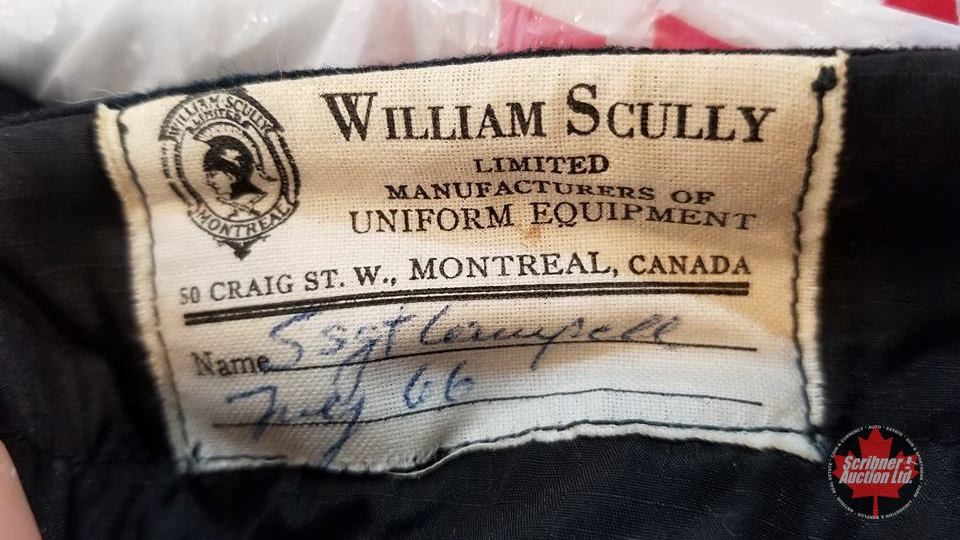 WILLIAM SCULLY
& LIMITED
MONTREAL
WILLIAM SCULLY
LIMITED
MANUFACTURERS OF
UNIFORM EQUIPMENT
50 CRAIG ST. W., MONTREAL, CANADA
Name Ssgt Campbell
July 66
Scribner
Auction Ltd.